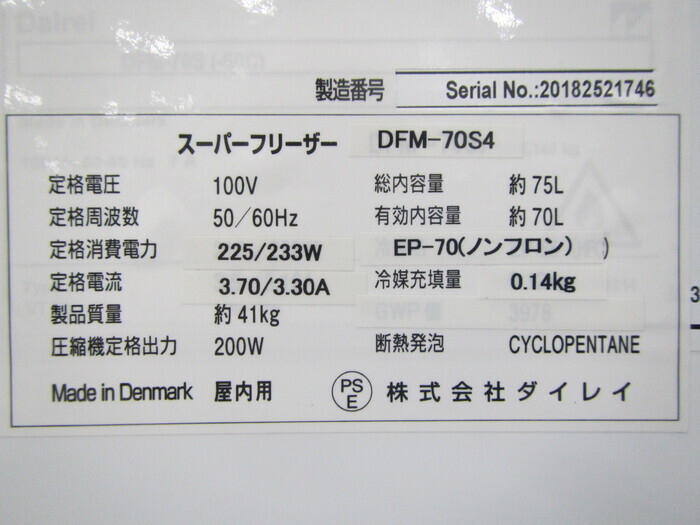 Dairei
製造番号 Serial No.:20182521746
スーパーフリーザー DFM-70S4
定格電圧 100V 総内容量 約 75L
定格周波数 50/60Hz 有効内容量 約 70L
定格消費電力 225/233W EP-70(ノンフロン) )
定格電流 3.70/3.30A 冷媒充填量 0.14kg
製品質量 約 41kg GWP 値 3978
圧縮機定格出力 200W 断熱発泡 CYCLOPENTANE
Made in Denmark 屋内用 PS E 株式会社ダイレイ
3